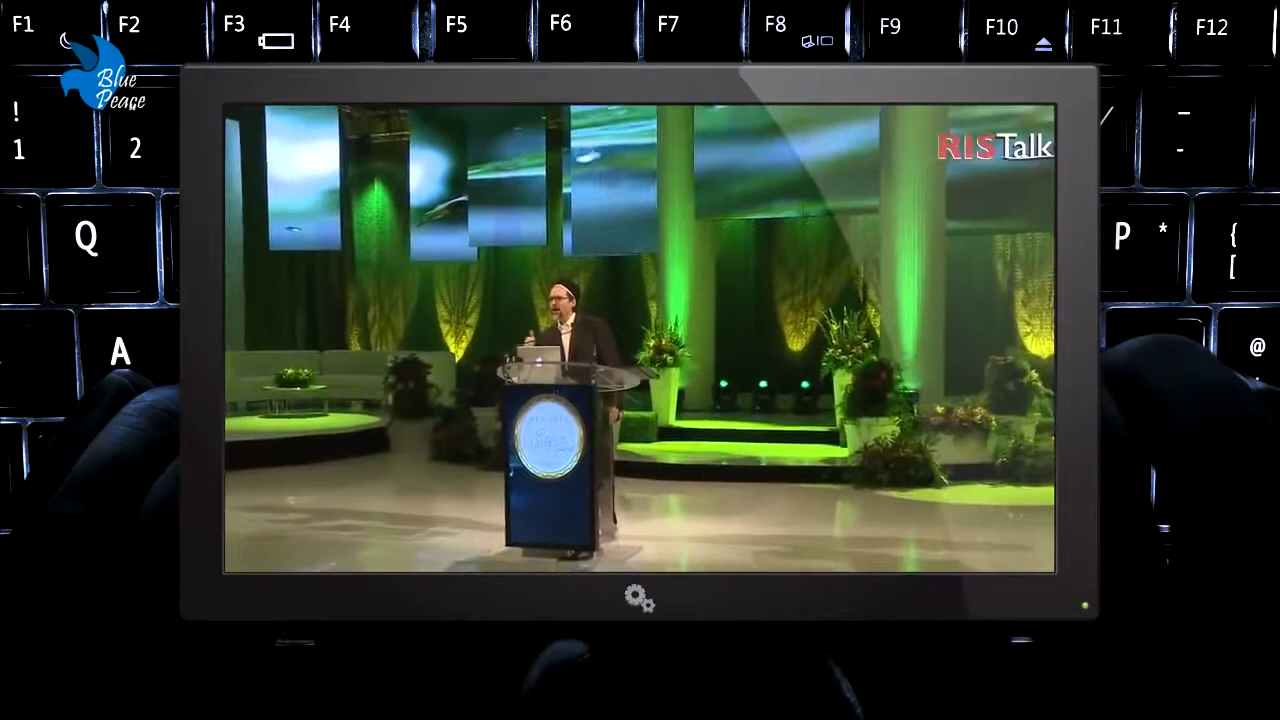 F1
F2
F3
F4
F5
F6
F7
F8
F9
F10
F11
F12
Blue
Peace
RISTalk
!
1
2
/
-
-
Q
P *
{
[
A
@